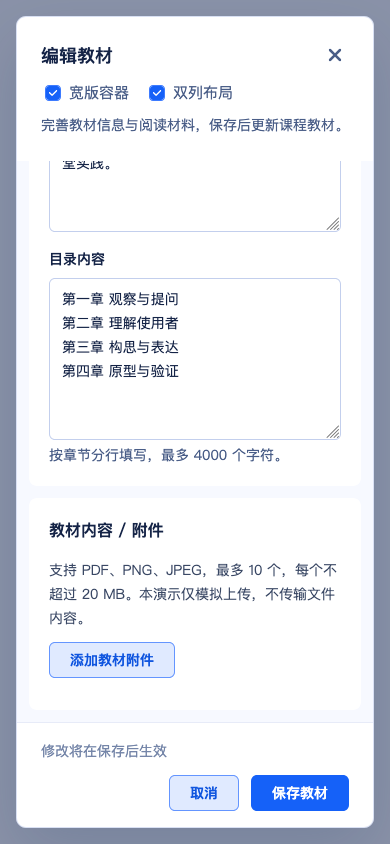 编辑教材
宽版容器 双列布局
完善教材信息与阅读材料，保存后更新课程教材。
堂实践。
目录内容
第一章 观察与提问
第二章 理解使用者
第三章 构思与表达
第四章 原型与验证
按章节分行填写，最多 4000 个字符。
教材内容 / 附件
支持 PDF、PNG、JPEG，最多 10 个，每个不
超过 20 MB。本演示仅模拟上传，不传输文件
内容。
添加教材附件
修改将在保存后生效
取消 保存教材